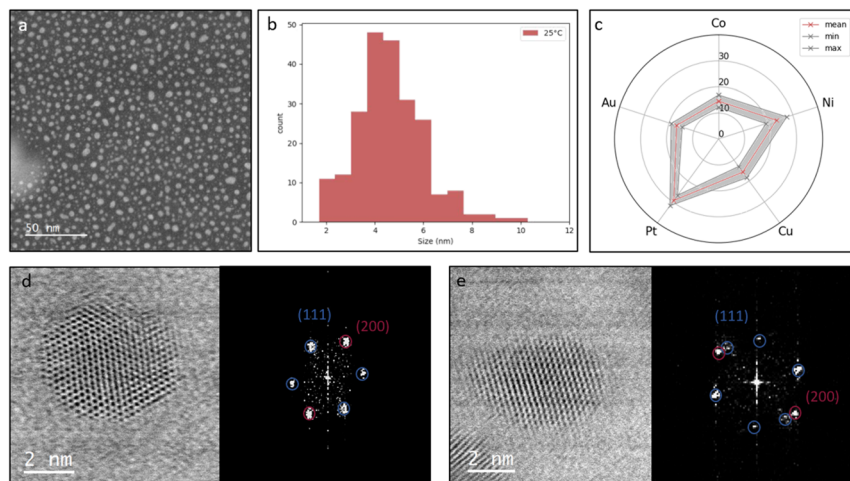 a
50 nm
b
50
40
30
20
10
0
count
25°C
2
4
6
8
10
12
Size (nm)
c
Co
mean
min
max
30
20
10
0
Au
Ni
Pt
Cu
d
(111)
(200)
2 nm
e
(111)
(200)
2 nm